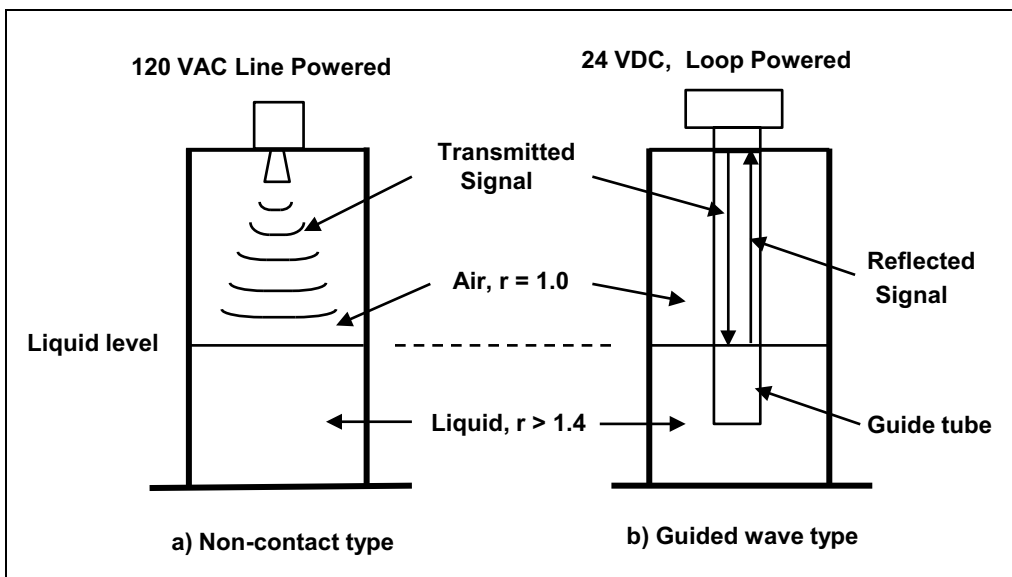 120 VAC Line Powered
24 VDC, Loop Powered
Transmitted
Signal
Reflected
Signal
Air, r = 1.0
Liquid level
Liquid, r > 1.4
Guide tube
a) Non-contact type
b) Guided wave type